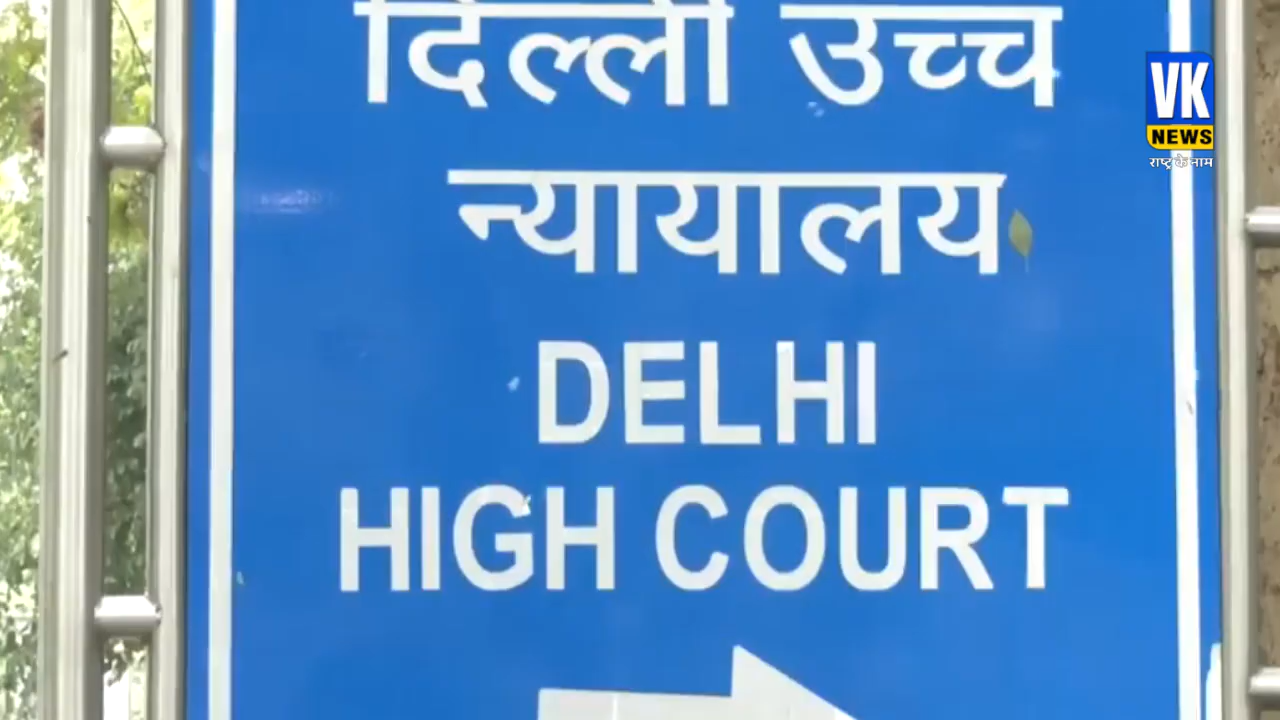 दिल्ली उच्च
न्यायालय
DELHI
HIGH COURT
VK
NEWS
राष्ट्र के नाम